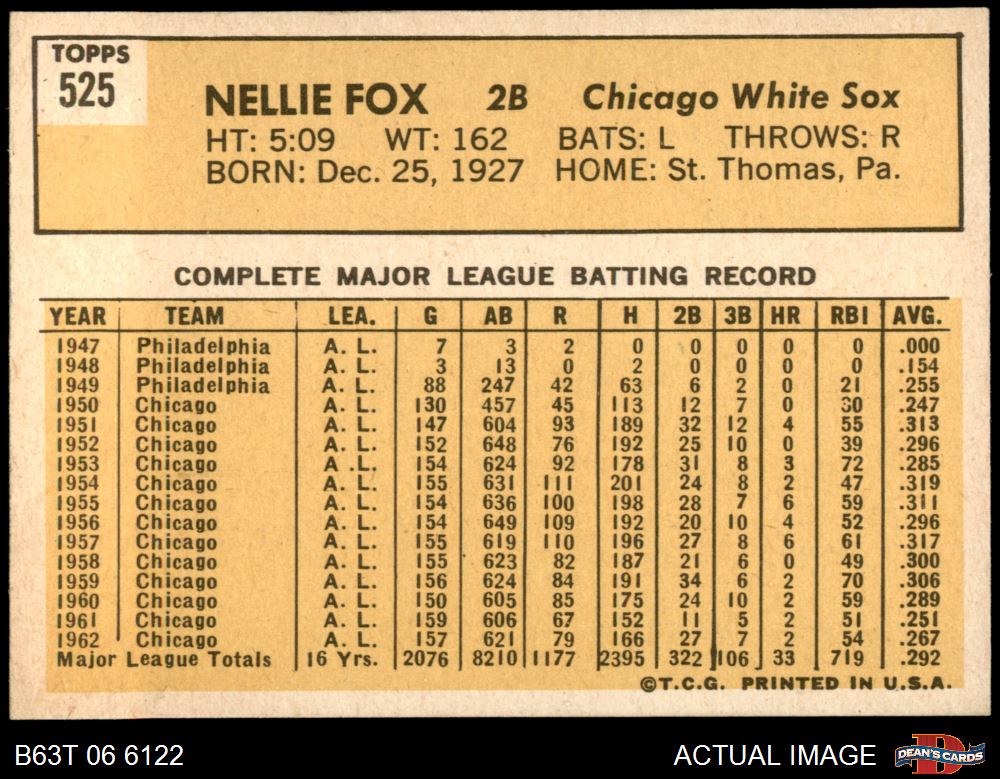 TOPPS
525
NELLIE FOX 2B Chicago White Sox
HT: 5:09 WT: 162 BATS: L THROWS: R
BORN: Dec. 25, 1927 HOME: St. Thomas, Pa.
COMPLETE MAJOR LEAGUE BATTING RECORD
YEAR TEAM LEA. G AB R H 2B 3B HR RBI AVG.
1947 Philadelphia A. L. 7 3 2 0 0 0 0 0 .000
1948 Philadelphia A. L. 3 13 0 2 0 0 0 0 .154
1949 Philadelphia A. L. 88 247 42 63 6 2 0 21 .255
1950 Chicago A. L. 130 457 45 113 12 7 0 30 .247
1951 Chicago A. L. 147 604 93 189 32 12 4 55 .313
1952 Chicago A. L. 152 648 76 192 25 10 0 39 .296
1953 Chicago A. L. 154 624 92 178 31 8 3 72 .285
1954 Chicago A. L. 155 631 111 201 24 8 2 47 .319
1955 Chicago A. L. 154 636 100 198 28 7 6 59 .311
1956 Chicago A. L. 154 649 109 192 20 10 4 52 .296
1957 Chicago A. L. 155 619 110 196 27 8 6 61 .317
1958 Chicago A. L. 155 623 82 187 21 6 0 49 .300
1959 Chicago A. L. 156 624 84 191 34 6 2 70 .306
1960 Chicago A. L. 150 605 85 175 24 10 2 59 .289
1961 Chicago A. L. 159 606 67 152 11 5 2 51 .251
1962 Chicago A. L. 157 621 79 166 27 7 2 54 .267
Major League Totals 16 Yrs. 2076 8210 1177 2395 322 106 33 719 .292
©T.C.G. PRINTED IN U.S.A.
B63T 06 6122 ACTUAL IMAGE DEAN'S CARDS